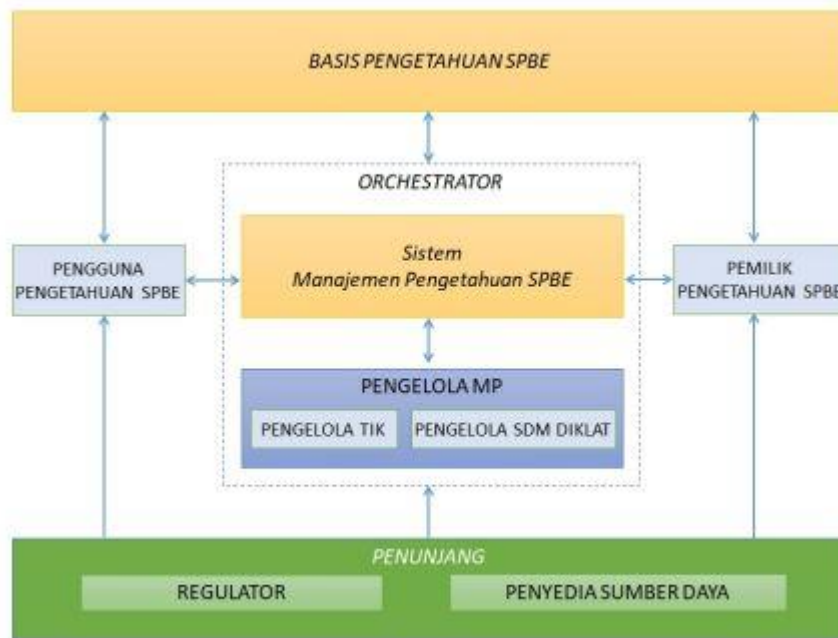 BASIS PENGETAHUAN SPBE
ORCHESTRATOR
Sistem
Manajemen Pengetahuan SPBE
PENGGUNA
PENGETAHUAN SPBE
PEMILIK
PENGETAHUAN SPBE
PENGELOLA MP
PENGELOLA TIK
PENGELOLA SDM DIKLAT
PENUNJANG
REGULATOR
PENYEDIA SUMBER DAYA